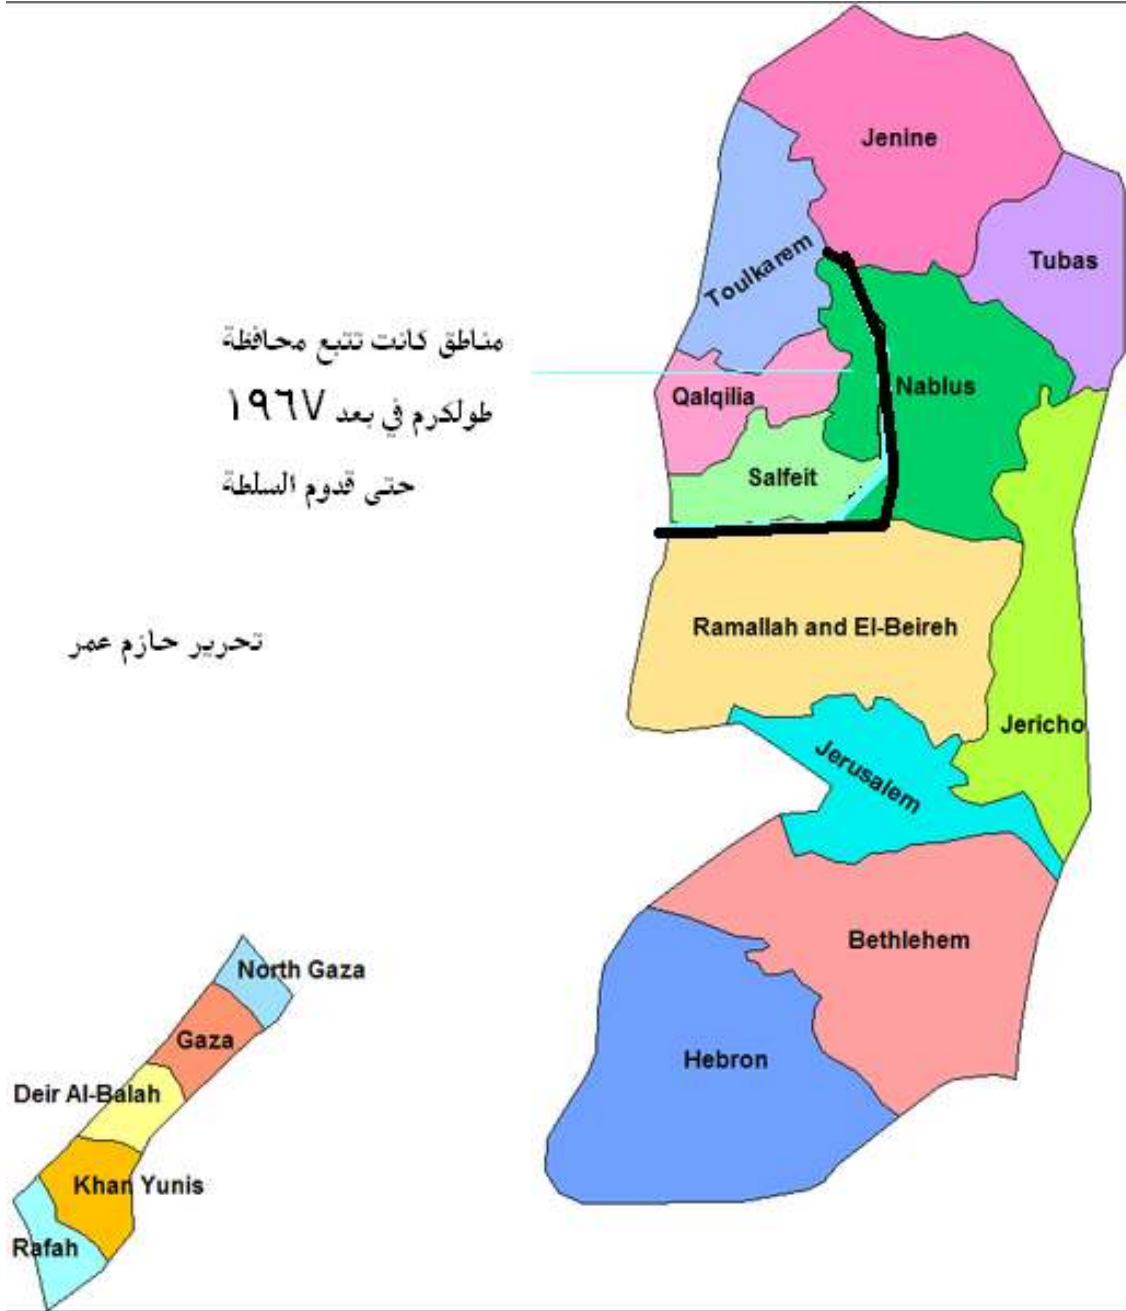 Jenine
Tubas
Toulkarem
مناطق كانت تتبع محافظة
طولكرم في بعد ١٩٦٧
حتى قدوم السلطة
Qalqilia
Nablus
Salfeit
تحرير حازم عمر
Ramallah and El-Beireh
Jericho
Jerusalem
Bethlehem
Hebron
North Gaza
Gaza
Deir Al-Balah
Khan Yunis
Rafah